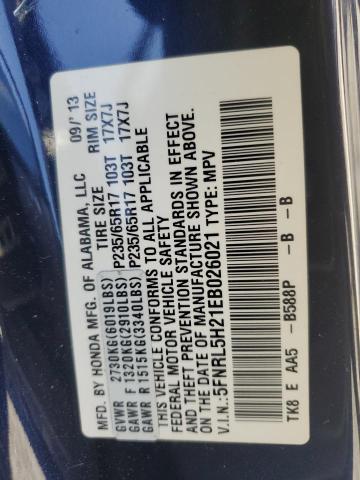 MFD. BY HONDA MFG. OF ALABAMA, LLC 09/'13
TIRE SIZE RIM SIZE
GVWR 2730KG(6019LBS)
GAWR F 1320KG(2910LBS) P235/65R17 103T 17X7J
GAWR R 1515KG(3340LBS) P235/65R17 103T 17X7J
THIS VEHICLE CONFORMS TO ALL APPLICABLE
FEDERAL MOTOR VEHICLE SAFETY
AND THEFT PREVENTION STANDARDS IN EFFECT
ON THE DATE OF MANUFACTURE SHOWN ABOVE.
V.I.N.:5FNRL5H21EB026021 TYPE: MPV
TK8 E AA5 -B588P -B -B